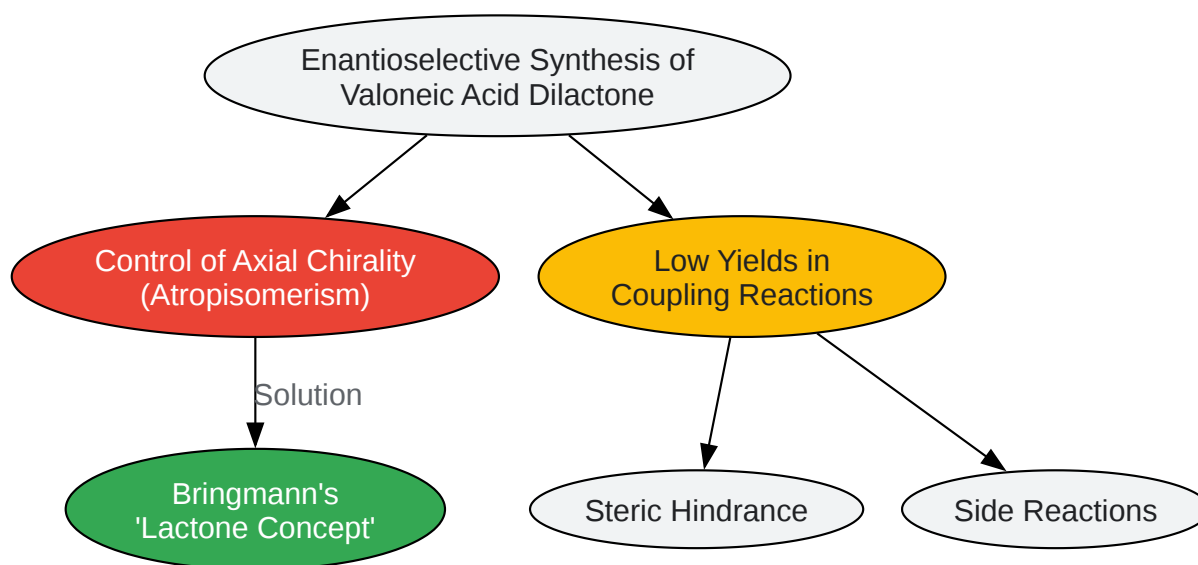 Enantioselective Synthesis of
Valoneic Acid Dilactone
Control of Axial Chirality
(Atropisomerism)
Low Yields in
Coupling Reactions
Solution
Bringmann's
'Lactone Concept'
Steric Hindrance
Side Reactions